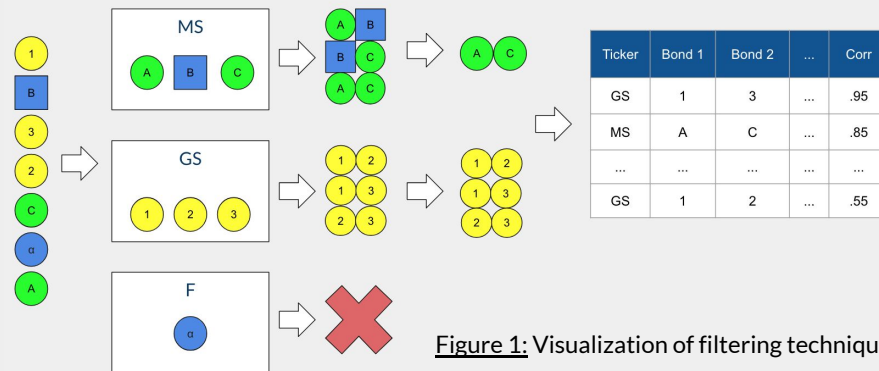 1
B
3
2
C
α
A
MS
A B C
A B
B C
A C
A C
GS
1 2 3
1 2
1 3
2 3
1 2
1 3
2 3
F
α
Ticker Bond 1 Bond 2 ... Corr
GS 1 3 ... .95
MS A C ... .85
... ... ... ... ...
GS 1 2 ... .55
Figure 1: Visualization of filtering